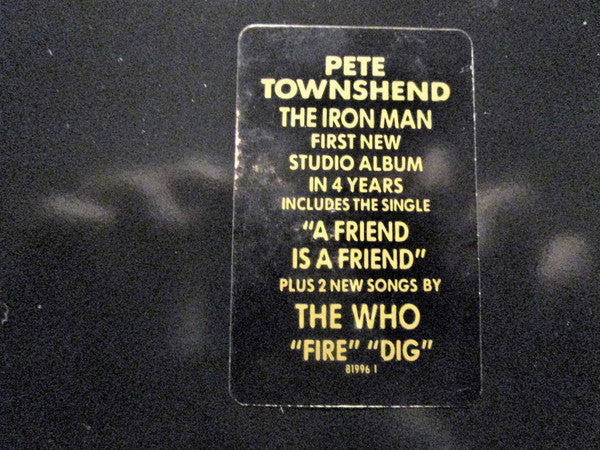 PETE
TOWNSHEND
THE IRON MAN
FIRST NEW
STUDIO ALBUM
IN 4 YEARS
INCLUDES THE SINGLE
"A FRIEND
IS A FRIEND"
PLUS 2 NEW SONGS BY
THE WHO
"FIRE" "DIG"
81996 1